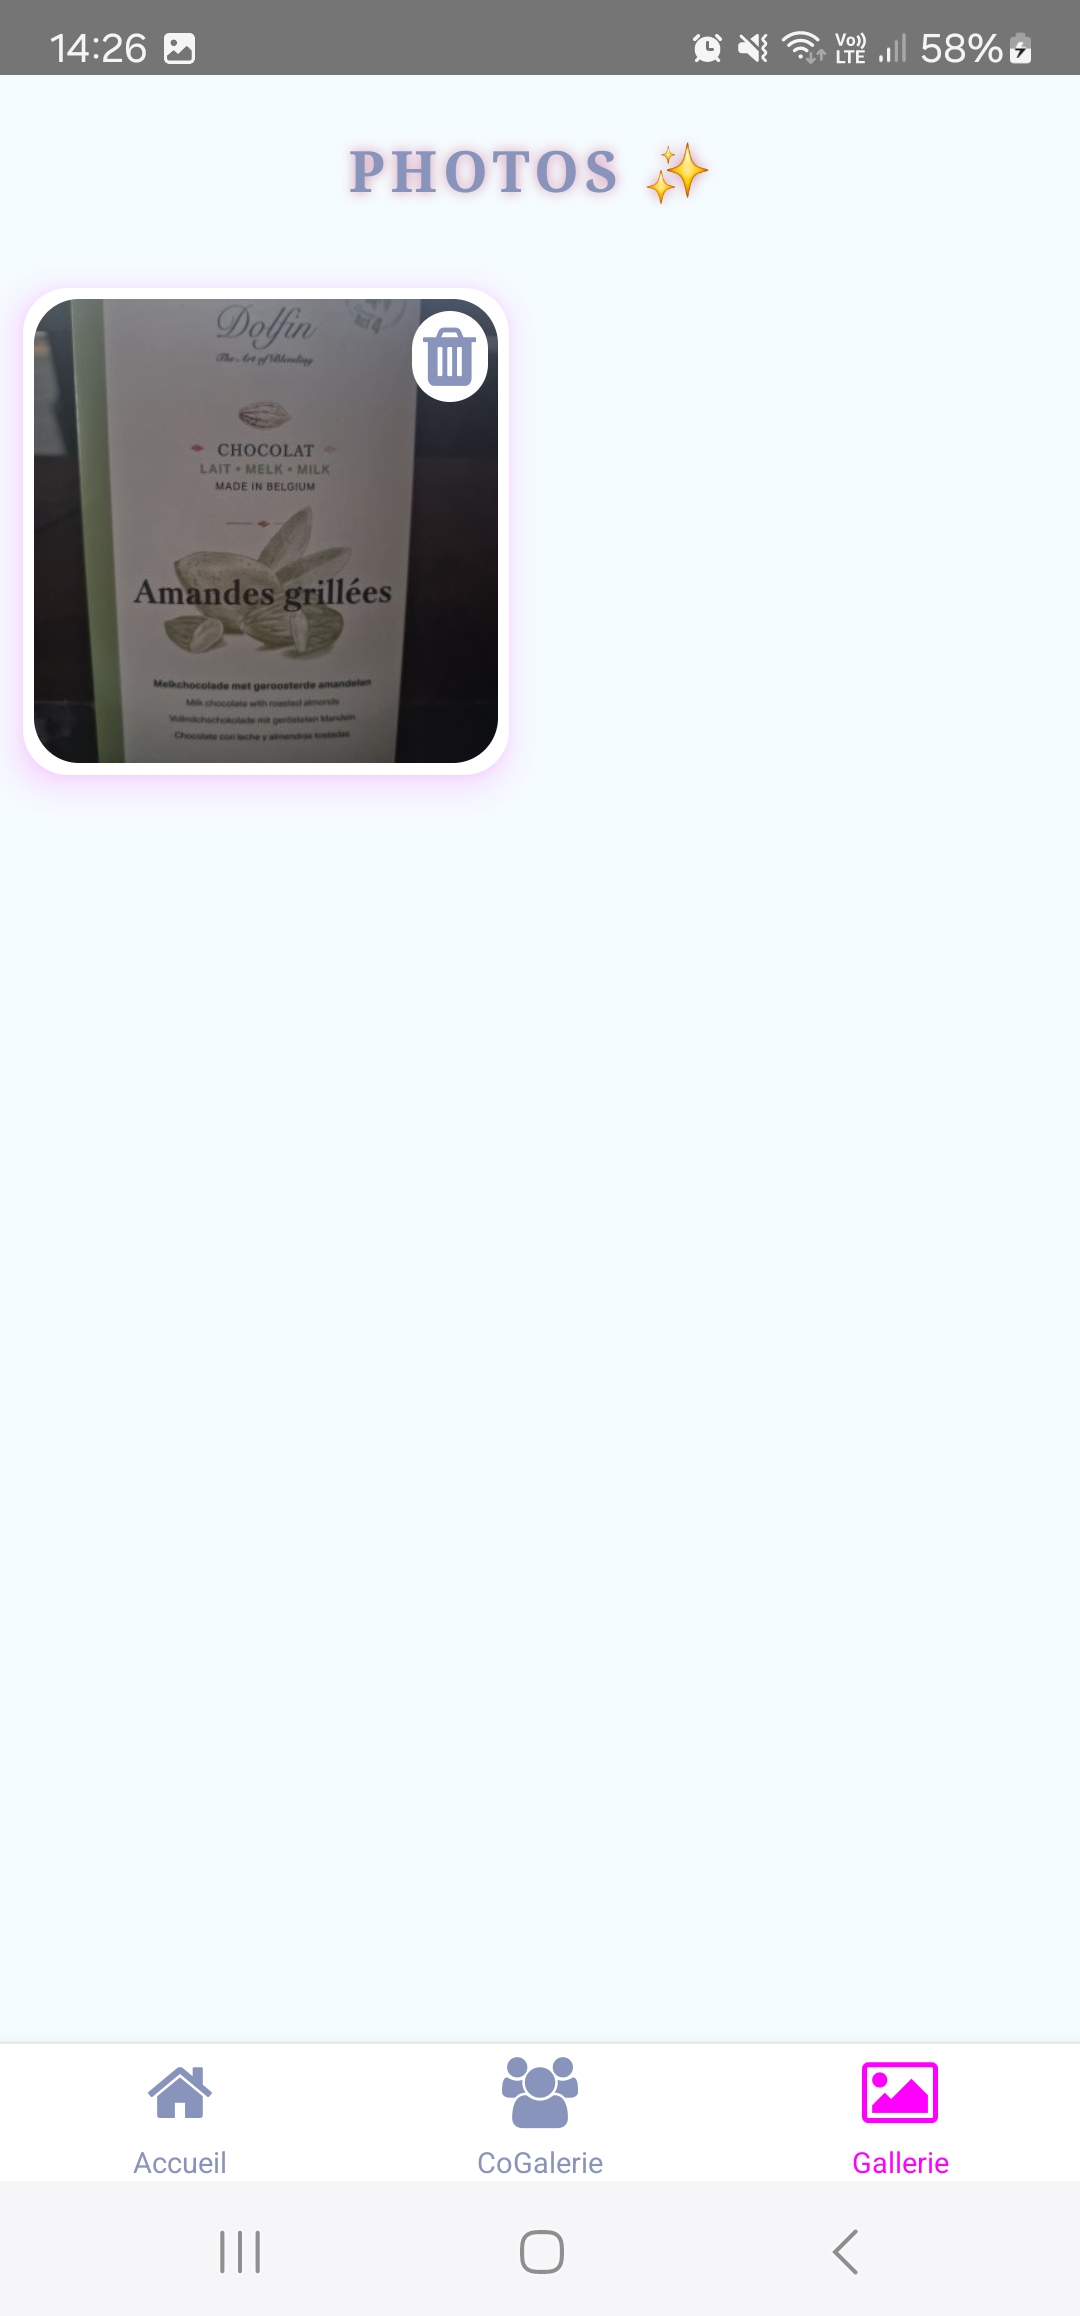 14:26
Vo)) LTE
58%
PHOTOS ✨
Dolfin
The Art of Blending
CHOCOLAT
LAIT • MELK • MILK
MADE IN BELGIUM
Amandes grillées
Melkchocolade met geroosterde amandelen
Milk chocolate with roasted almonds
Vollmilchschokolade mit gerösteten Mandeln
Chocolate con leche y almendras tostadas
Accueil
CoGalerie
Gallerie